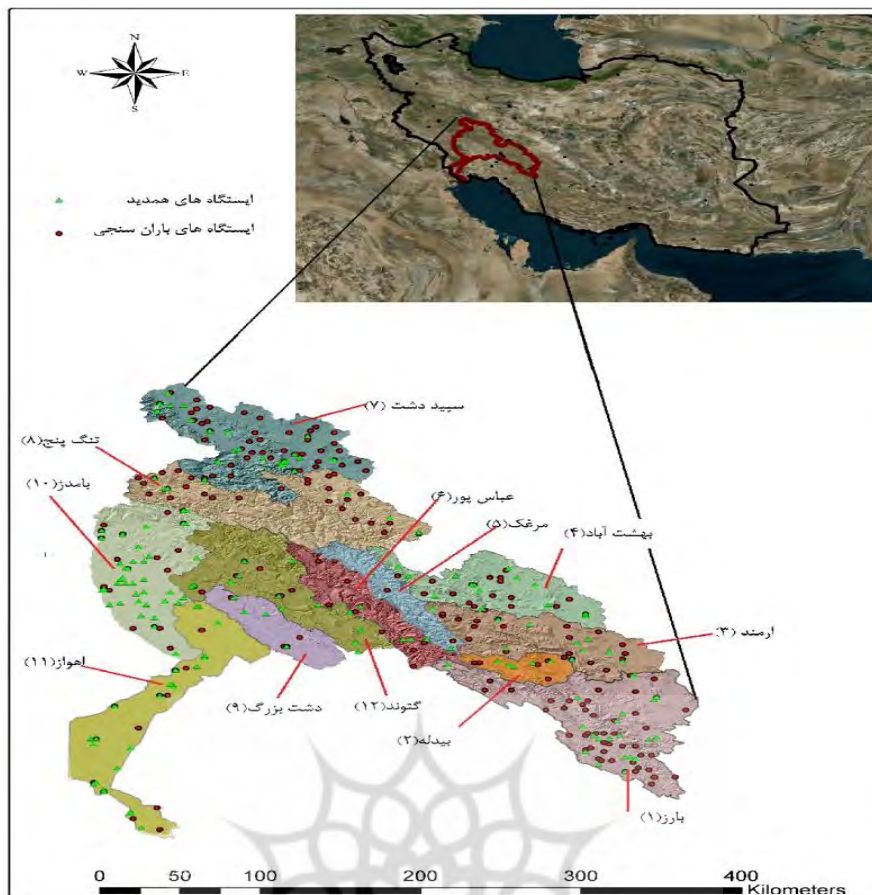 N
W E
S
ایستگاه های همدید
ایستگاه های باران سنجی
سپید دشت (۷)
تنگ پنج(۸)
بامدژ(۱۰)
عباس پور(۶)
مرغک(۵)
بهشت آباد(۴)
ارمند (۳:
اهواز(۱۱)
دشت بزرگ(۹)
گتوند(۱۲)
بیدله(۲)
بارز(۱)
0 50 100 200 300 400
Kilometers